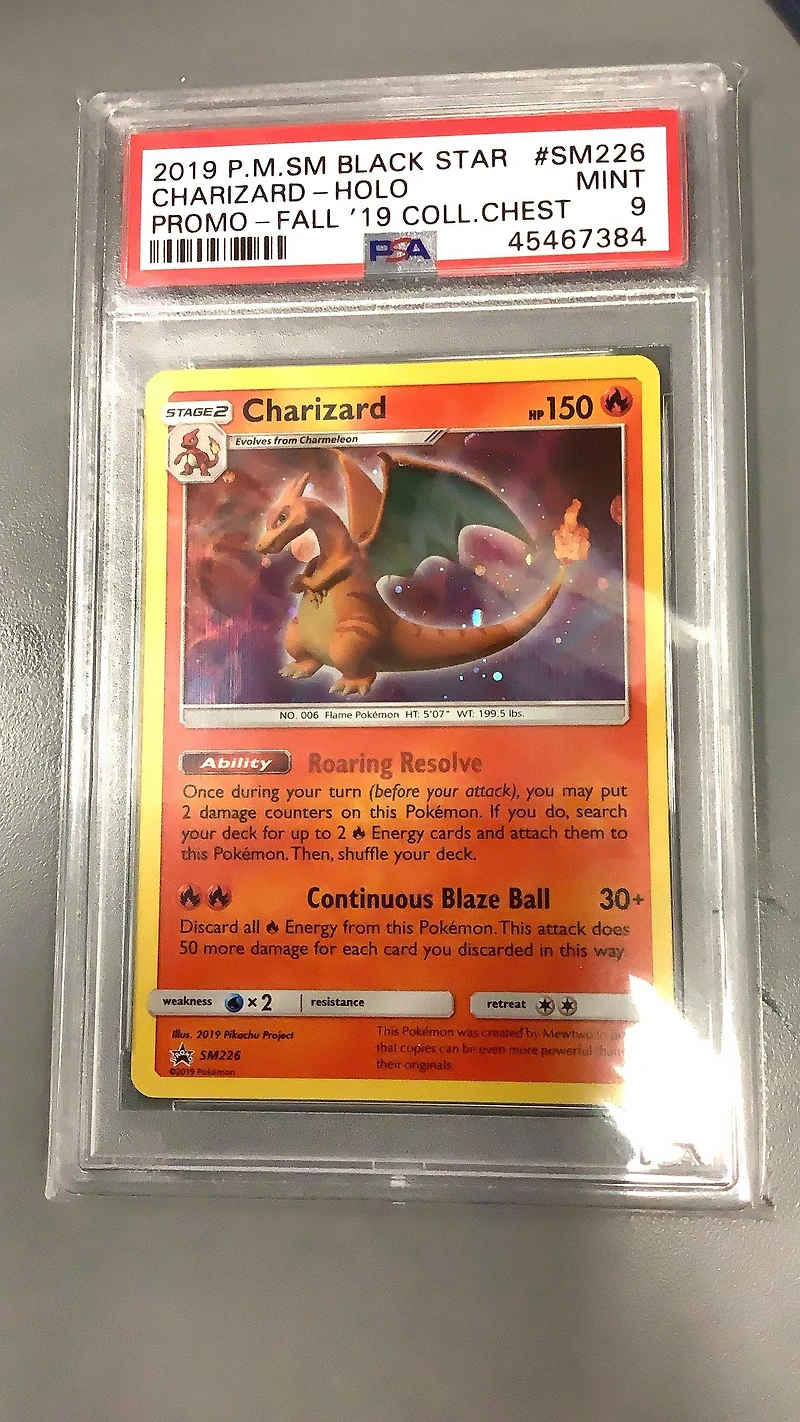 2019 P.M.SM BLACK STAR #SM226
CHARIZARD – HOLO MINT
PROMO – FALL '19 COLL.CHEST 9
PSA 45467384
STAGE2 Charizard HP 150
Evolves from Charmeleon
NO. 006 Flame Pokémon HT: 5'07" WT: 199.5 lbs.
Ability Roaring Resolve
Once during your turn (before your attack), you may put
2 damage counters on this Pokémon. If you do, search
your deck for up to 2 Energy cards and attach them to
this Pokémon. Then, shuffle your deck.
Continuous Blaze Ball 30+
Discard all Energy from this Pokémon. This attack does
50 more damage for each card you discarded in this way
weakness ×2 resistance retreat
Illus. 2019 Pikachu Project
SM226
©2019 Pokémon
This Pokémon was created by Mewtwo to
that copies can be even more powerful than
their originals